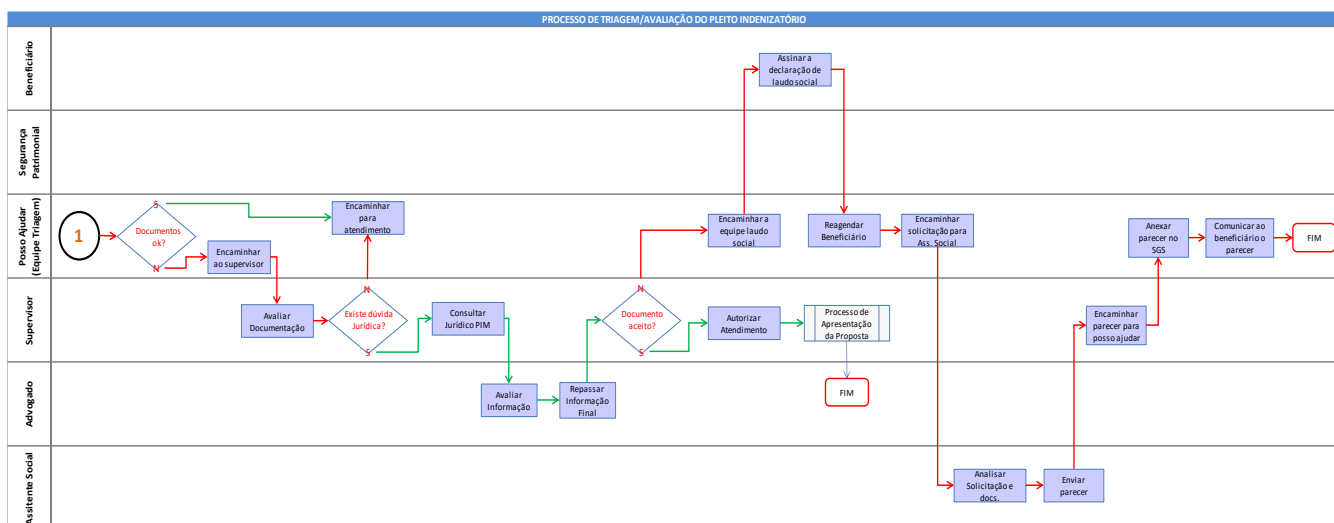 PROCESSO DE TRIAGEM/AVALIAÇÃO DO PLEITO INDENIZATÓRIO
Beneficiário
Assinar a
declaração de
laudo social
Segurança
Patrimonial
Posso Ajudar
(Equipe Triagem)
1
S
Documentos
ok?
N
Encaminhar
ao supervisor
Encaminhar
para
atendimento
Encaminhar a
equipe laudo
social
Reagendar
Beneficiário
Encaminhar
solicitação para
Ass. Social
Anexar
parecer no
SGS
Comunicar ao
beneficiário o
parecer
FIM
Supervisor
Avaliar
Documentação
N
Existe dúvida
Jurídica?
S
Consultar
Jurídico PIM
N
Documento
aceito?
S
Autorizar
Atendimento
Processo de
Apresentação
da Proposta
Encaminhar
parecer para
posso ajudar
Advogado
Avaliar
Informação
Repassar
Informação
Final
FIM
Assitente Social
Analisar
Solicitação e
docs.
Enviar
parecer